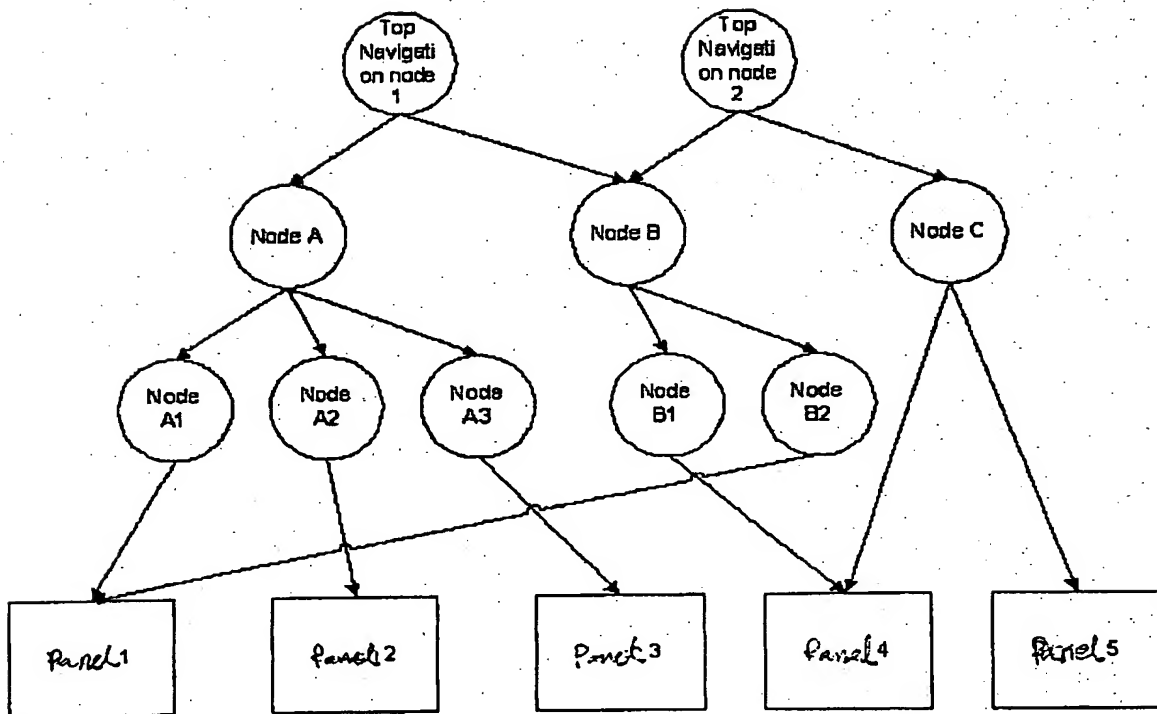 Top
Navigati
on node
1
Top
Navigati
on node
2
Node A
Node B
Node C
Node
A1
Node
A2
Node
A3
Node
B1
Node
B2
Panel 1
Panel 2
Panel 3
Panel 4
Panel 5